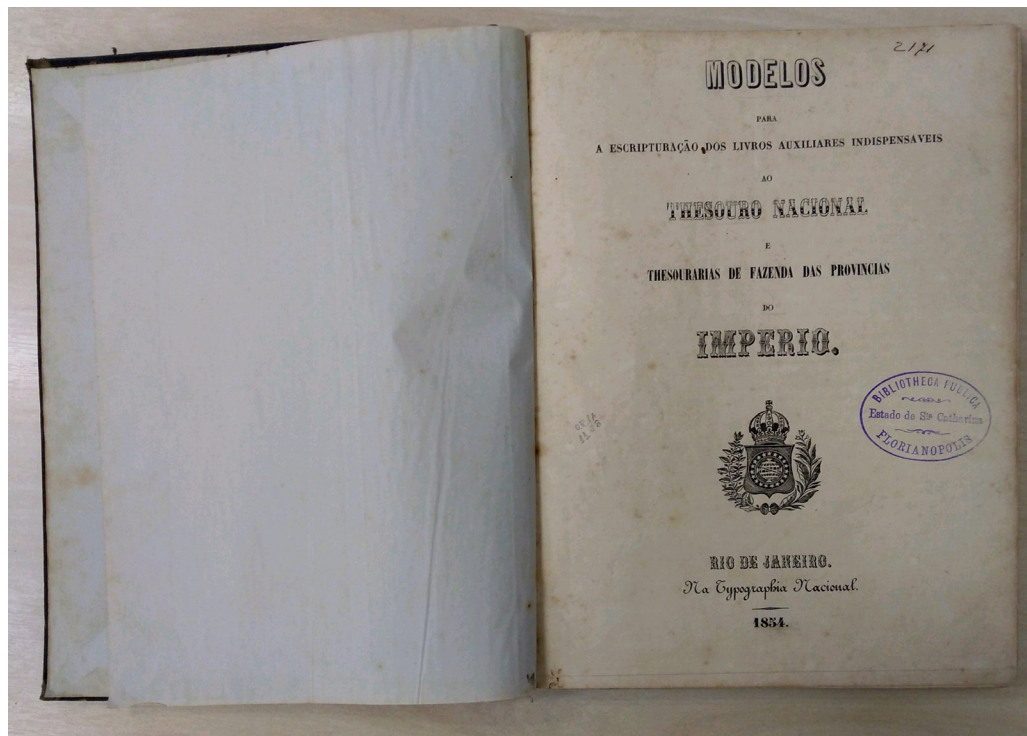 2171
MODELOS
PARA
A ESCRIPTURAÇÃO DOS LIVROS AUXILIARES INDISPENSAVEIS
AO
THESOURO NACIONAL
E
THESOURARIAS DE FAZENDA DAS PROVINCIAS
DO
IMPERIO.
BIBLIOTHECA PUBLICA
Estado de Sta Catharina
FLORIANOPOLIS
RIO DE JANEIRO.
Na Typographia Nacional.
1854.